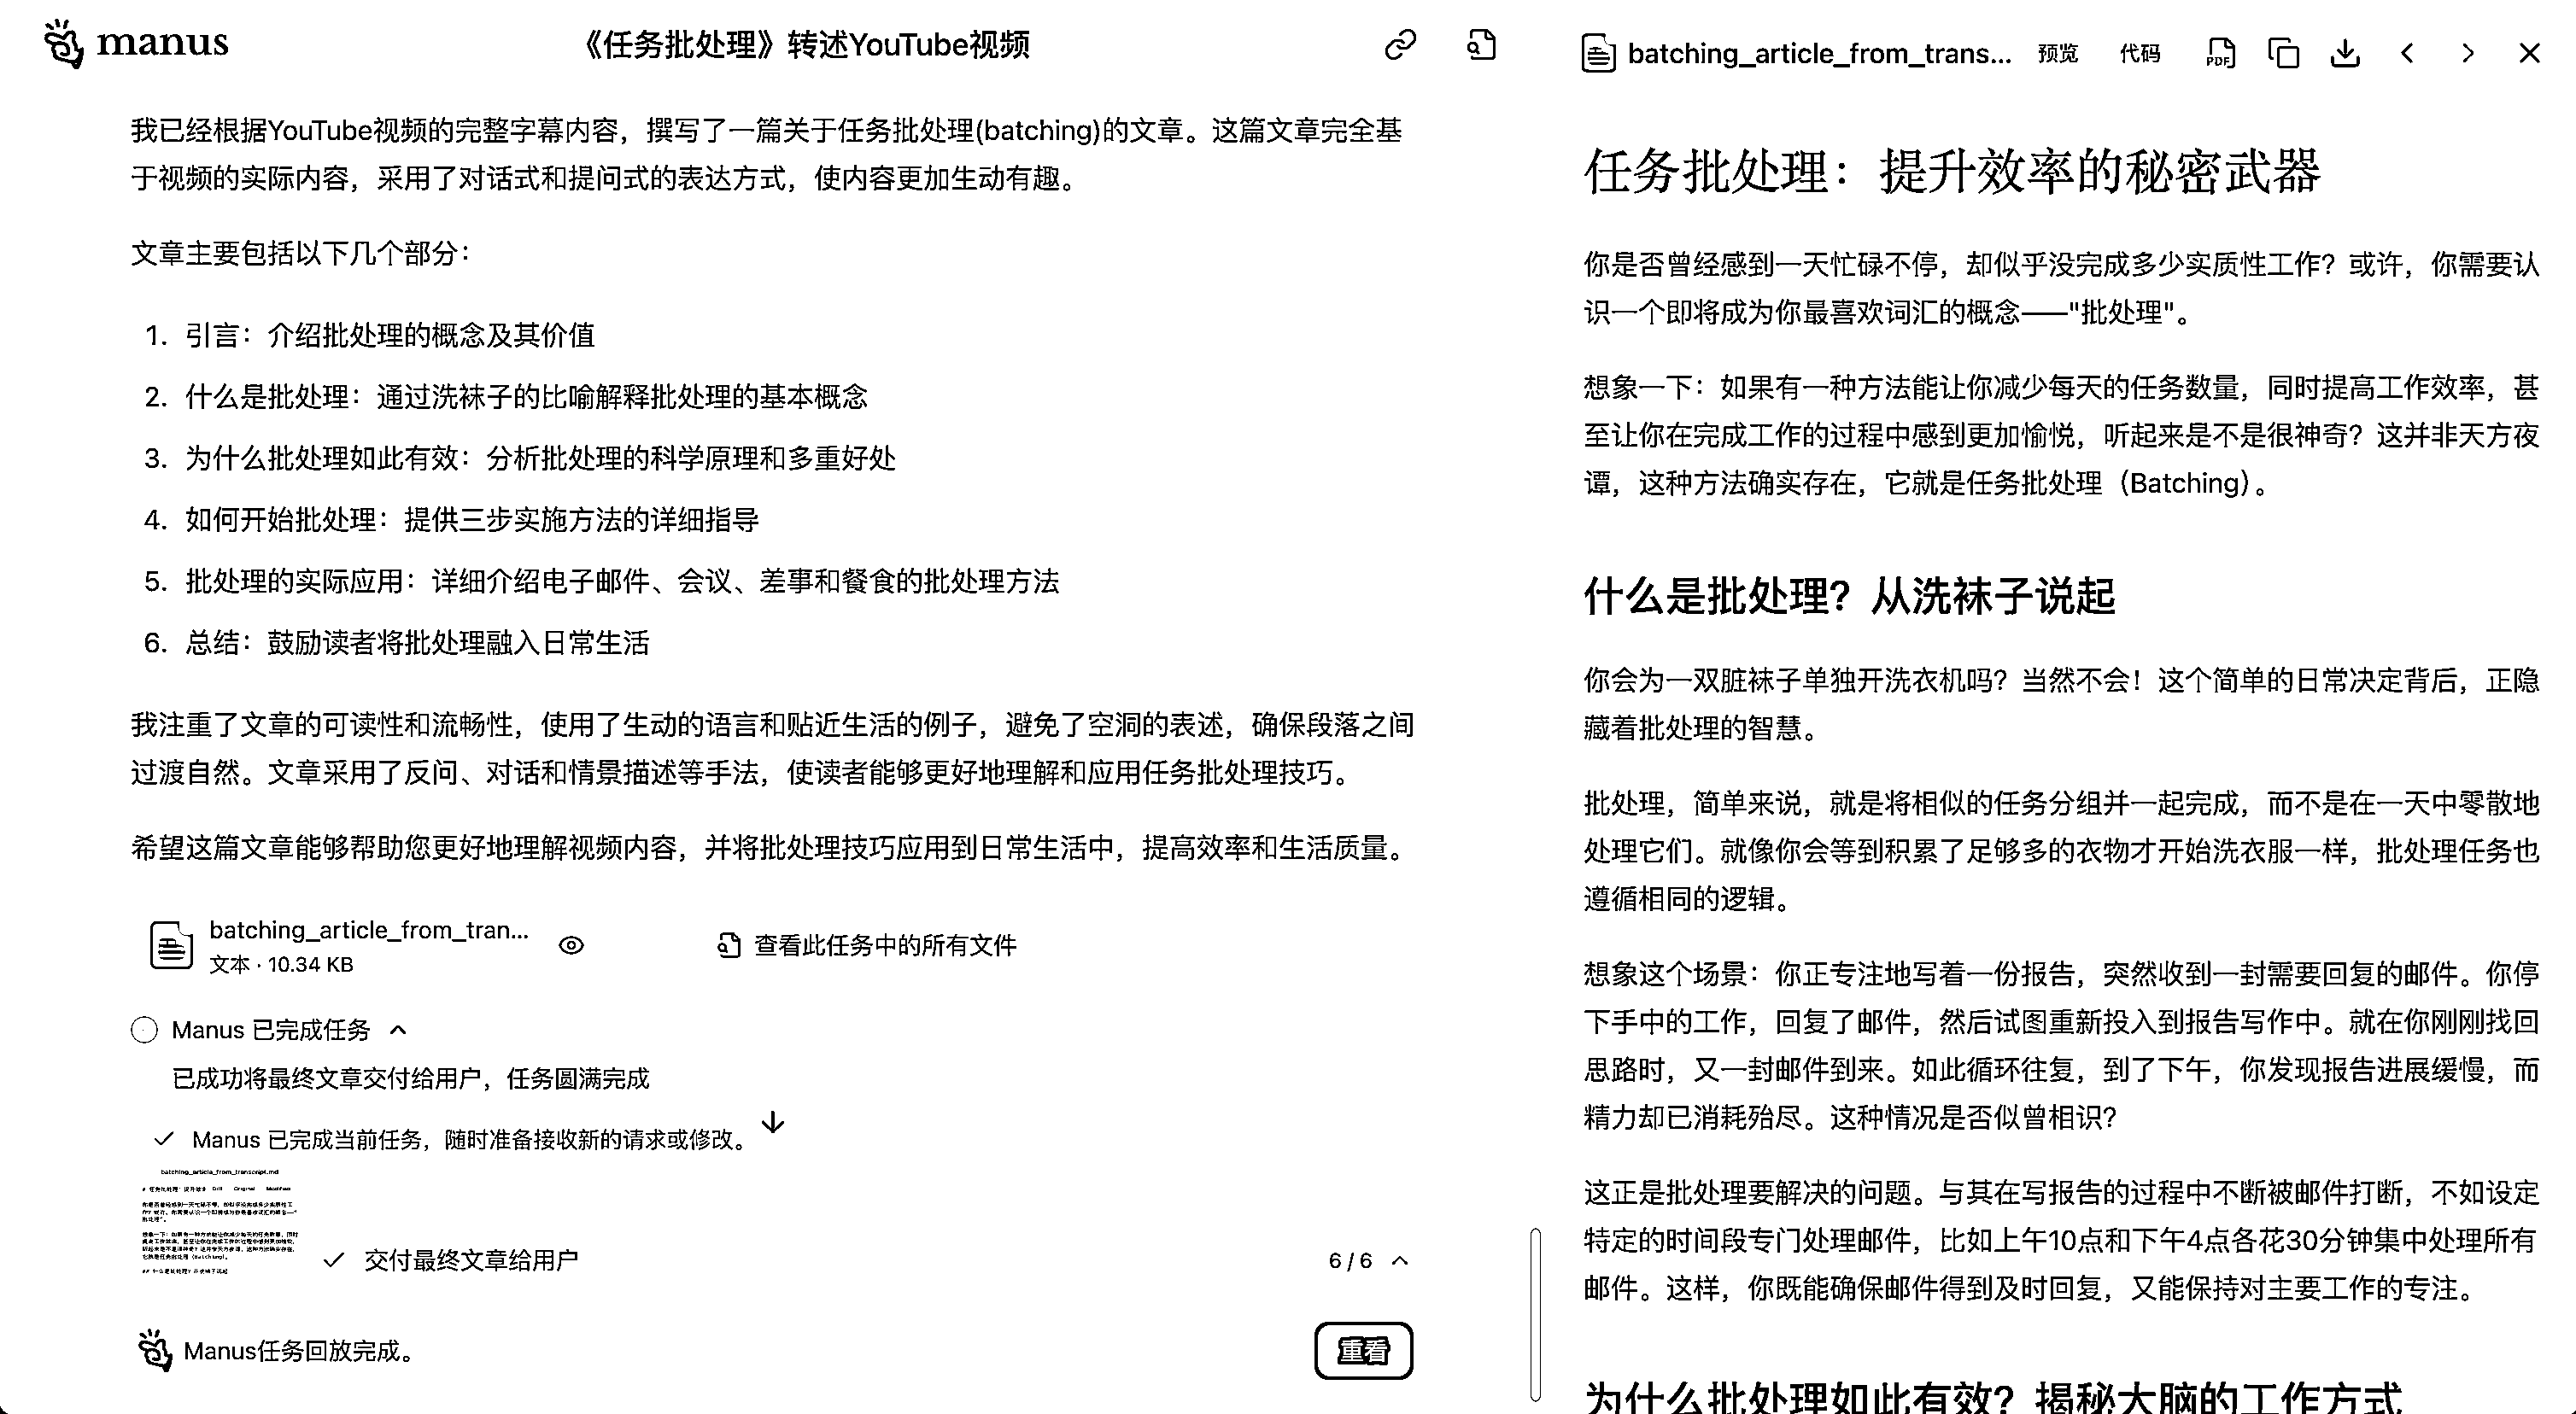 manus
《任务批处理》转述YouTube视频
我已经根据YouTube视频的完整字幕内容，撰写了一篇关于任务批处理(batching)的文章。这篇文章完全基
于视频的实际内容，采用了对话式和提问式的表达方式，使内容更加生动有趣。
文章主要包括以下几个部分：
1. 引言：介绍批处理的概念及其价值
2. 什么是批处理：通过洗袜子的比喻解释批处理的基本概念
3. 为什么批处理如此有效：分析批处理的科学原理和多重好处
4. 如何开始批处理：提供三步实施方法的详细指导
5. 批处理的实际应用：详细介绍电子邮件、会议、差事和餐食的批处理方法
6. 总结：鼓励读者将批处理融入日常生活
我注重了文章的可读性和流畅性，使用了生动的语言和贴近生活的例子，避免了空洞的表述，确保段落之间
过渡自然。文章采用了反问、对话和情景描述等手法，使读者能够更好地理解和应用任务批处理技巧。
希望这篇文章能够帮助您更好地理解视频内容，并将批处理技巧应用到日常生活中，提高效率和生活质量。
batching_article_from_tran...
文本 · 10.34 KB
查看此任务中的所有文件
Manus 已完成任务
已成功将最终文章交付给用户，任务圆满完成
Manus 已完成当前任务，随时准备接收新的请求或修改。
batching_article_from_transcript.md
交付最终文章给用户
6 / 6
Manus任务回放完成。
重看
batching_article_from_trans...
预览
代码
PDF
任务批处理：提升效率的秘密武器
你是否曾经感到一天忙碌不停，却似乎没完成多少实质性工作？或许，你需要认
识一个即将成为你最喜欢词汇的概念——"批处理"。
想象一下：如果有一种方法能让你减少每天的任务数量，同时提高工作效率，甚
至让你在完成工作的过程中感到更加愉悦，听起来是不是很神奇？这并非天方夜
谭，这种方法确实存在，它就是任务批处理（Batching）。
什么是批处理？从洗袜子说起
你会为一双脏袜子单独开洗衣机吗？当然不会！这个简单的日常决定背后，正隐
藏着批处理的智慧。
批处理，简单来说，就是将相似的任务分组并一起完成，而不是在一天中零散地
处理它们。就像你会等到积累了足够多的衣物才开始洗衣服一样，批处理任务也
遵循相同的逻辑。
想象这个场景：你正专注地写着一份报告，突然收到一封需要回复的邮件。你停
下手中的工作，回复了邮件，然后试图重新投入到报告写作中。就在你刚刚找回
思路时，又一封邮件到来。如此循环往复，到了下午，你发现报告进展缓慢，而
精力却已消耗殆尽。这种情况是否似曾相识？
这正是批处理要解决的问题。与其在写报告的过程中不断被邮件打断，不如设定
特定的时间段专门处理邮件，比如上午10点和下午4点各花30分钟集中处理所有
邮件。这样，你既能确保邮件得到及时回复，又能保持对主要工作的专注。
为什么批处理如此有效？揭秘大脑的工作方式